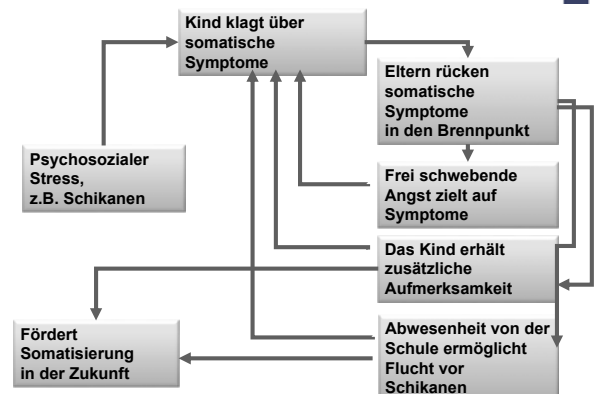 Kind klagt über
somatische
Symptome
Eltern rücken
somatische
Symptome
in den Brennpunkt
Psychosozialer
Stress,
z.B. Schikanen
Frei schwebende
Angst zielt auf
Symptome
Das Kind erhält
zusätzliche
Aufmerksamkeit
Fördert
Somatisierung
in der Zukunft
Abwesenheit von der
Schule ermöglicht
Flucht vor
Schikanen